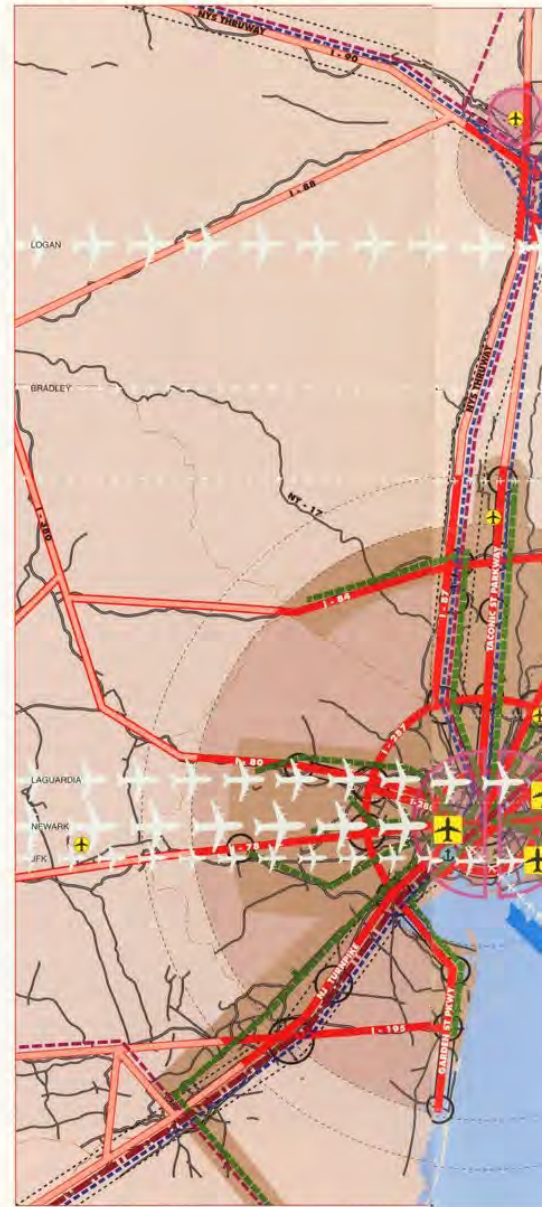 NYS THRUWAY
I - 90
I - 88
LOGAN
NYS THRUWAY
BRADLEY
I - 380
NY - 17
I - 84
I - 87
TACONIC ST PARKWAY
I - 287
I - 80
LAGUARDIA
I-280
NEWARK
I - 78
JFK
NJ TURNPIKE
I - 195
GARDEN ST PKWY